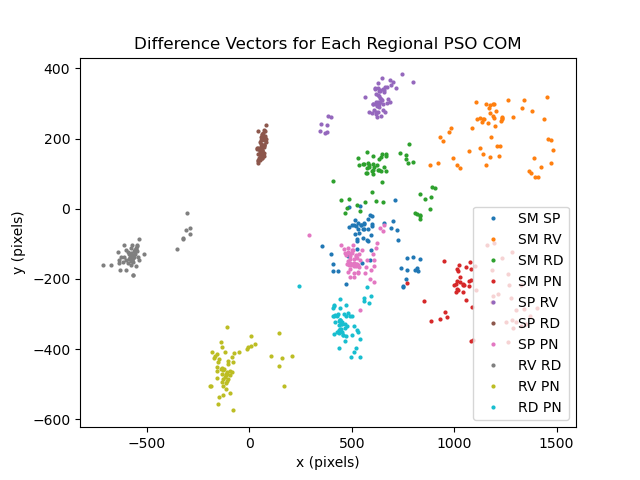 Difference Vectors for Each Regional PSO COM
400
200
0
−200
−400
−600
y (pixels)
−500
0
500
1000
1500
x (pixels)
SM SP
SM RV
SM RD
SM PN
SP RV
SP RD
SP PN
RV RD
RV PN
RD PN